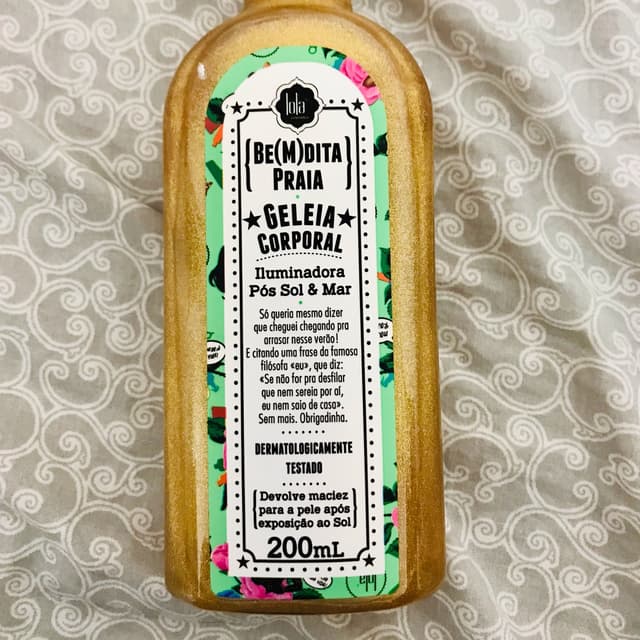 lola
{BE(M)DITA
PRAIA}
★GELEIA★
CORPORAL
Iluminadora
Pós Sol & Mar
Só queria mesmo dizer
que cheguei chegando pra
arrasar nesse verão!
E citando uma frase da famosa
filósofa «eu», que diz:
«Se não for pra desfilar
que nem sereia por aí,
eu nem saio de casa».
Sem mais. Obrigadinha.
DERMATOLOGICAMENTE
TESTADO
{Devolve maciez
para a pele após
exposição ao Sol}
200mL
lola